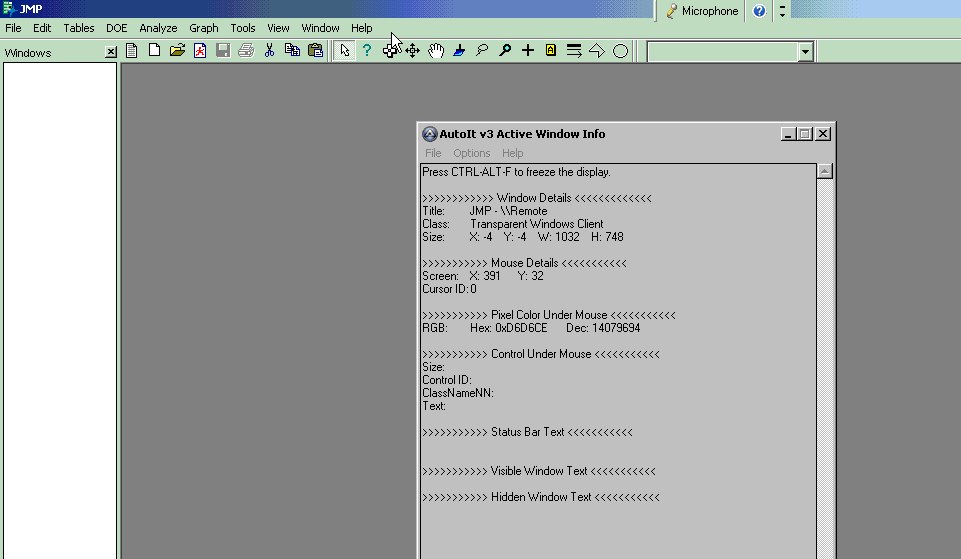 JMP
Microphone
File Edit Tables DOE Analyze Graph Tools View Window Help
Windows
AutoIt v3 Active Window Info
File Options Help
Press CTRL-ALT-F to freeze the display.
>>>>>>>>>>>> Window Details <<<<<<<<<<<<<
Title: JMP - \\Remote
Class: Transparent Windows Client
Size: X: -4 Y: -4 W: 1032 H: 748
>>>>>>>>>>> Mouse Details <<<<<<<<<<<
Screen: X: 391 Y: 32
Cursor ID: 0
>>>>>>>>>>> Pixel Color Under Mouse <<<<<<<<<<<
RGB: Hex: 0xD6D6CE Dec: 14079694
>>>>>>>>>>> Control Under Mouse <<<<<<<<<<<
Size:
Control ID:
ClassNameNN:
Text:
>>>>>>>>>>> Status Bar Text <<<<<<<<<<<
>>>>>>>>>>> Visible Window Text <<<<<<<<<<<
>>>>>>>>>>> Hidden Window Text <<<<<<<<<<<